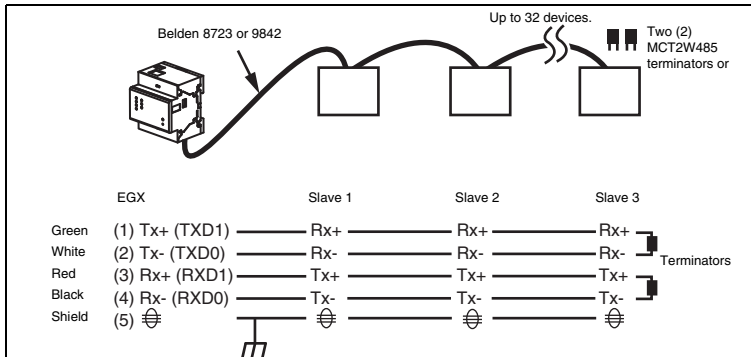 Belden 8723 or 9842
Up to 32 devices.
Two (2)
MCT2W485
terminators or
EGX Slave 1 Slave 2 Slave 3
Green (1) Tx+ (TXD1) Rx+ Rx+ Rx+
White (2) Tx- (TXD0) Rx- Rx- Rx-
Terminators
Red (3) Rx+ (RXD1) Tx+ Tx+ Tx+
Black (4) Rx- (RXD0) Tx- Tx- Tx-
Shield (5)